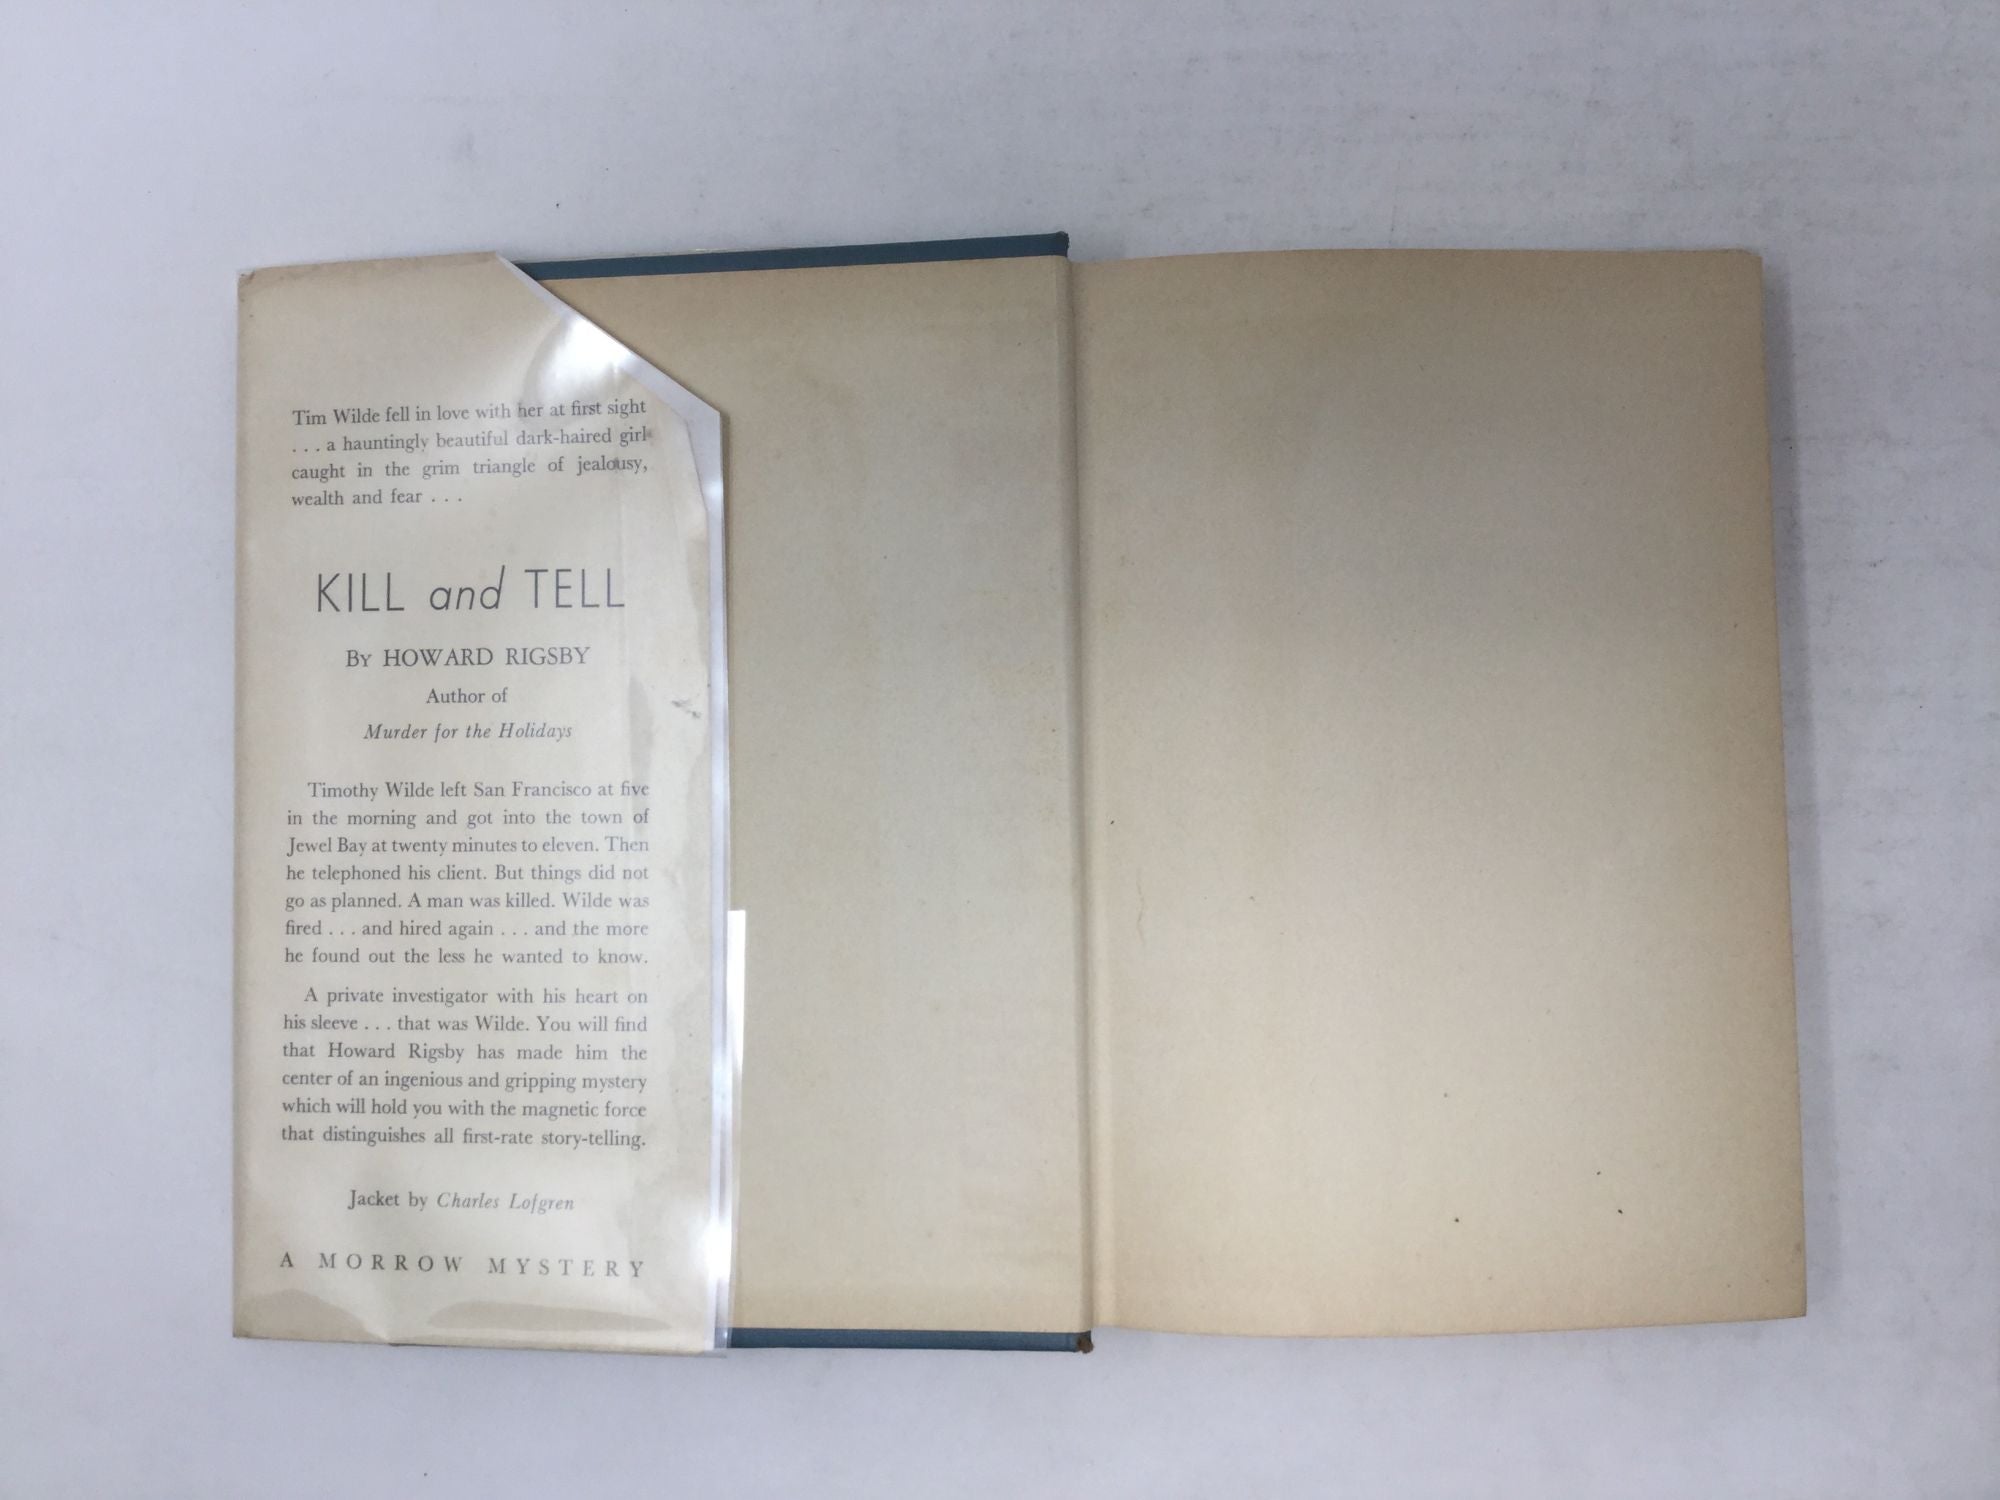 Tim Wilde fell in love with her at first sight
. . . a hauntingly beautiful dark-haired girl
caught in the grim triangle of jealousy,
wealth and fear . . .
KILL and TELL
By HOWARD RIGSBY
Author of
Murder for the Holidays
Timothy Wilde left San Francisco at five
in the morning and got into the town of
Jewel Bay at twenty minutes to eleven. Then
he telephoned his client. But things did not
go as planned. A man was killed. Wilde was
fired . . . and hired again . . . and the more
he found out the less he wanted to know.
A private investigator with his heart on
his sleeve . . . that was Wilde. You will find
that Howard Rigsby has made him the
center of an ingenious and gripping mystery
which will hold you with the magnetic force
that distinguishes all first-rate story-telling.
Jacket by Charles Lofgren
A MORROW MYSTERY